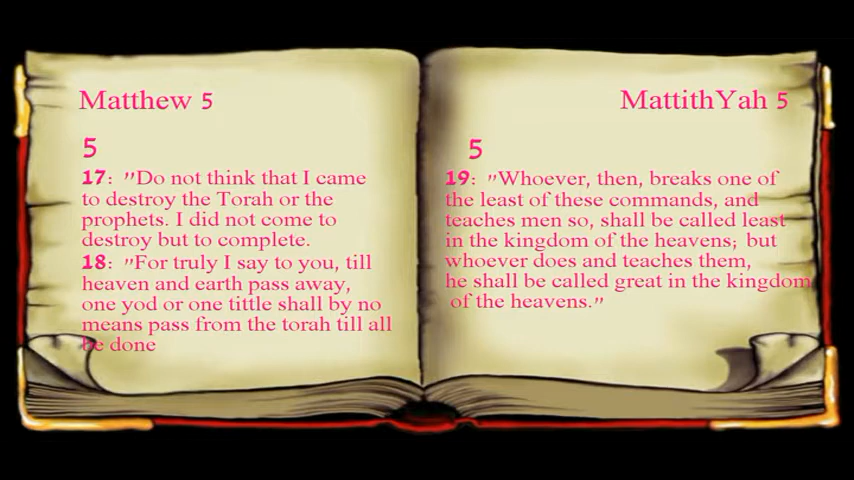 Matthew 5
5
17: "Do not think that I came
to destroy the Torah or the
prophets. I did not come to
destroy but to complete.
18: "For truly I say to you, till
heaven and earth pass away,
one yod or one tittle shall by no
means pass from the torah till all
be done
MattithYah 5
5
19: "Whoever, then, breaks one of
the least of these commands, and
teaches men so, shall be called least
in the kingdom of the heavens; but
whoever does and teaches them,
he shall be called great in the kingdom
of the heavens."